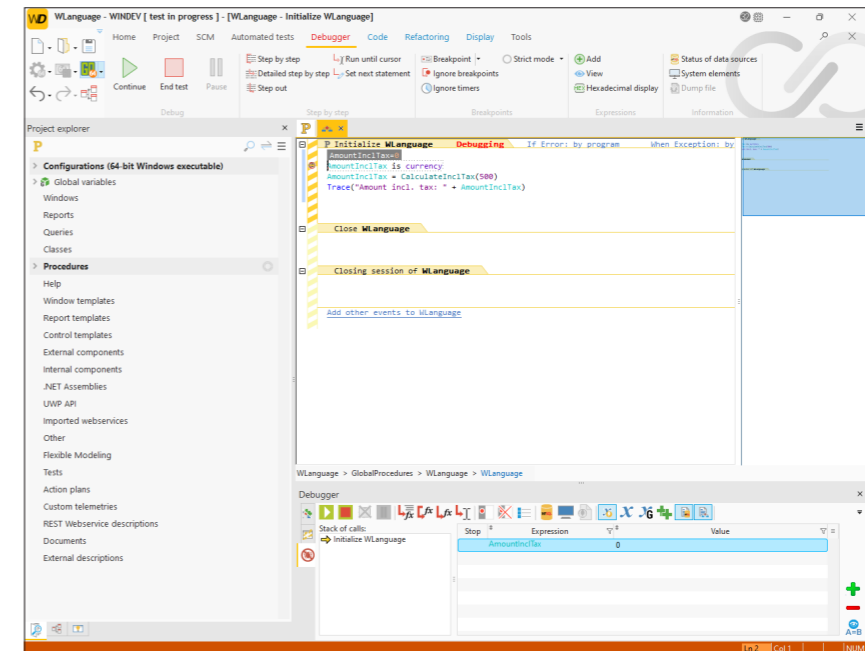 WD WLanguage - WINDEV [ test in progress ] - [WLanguage - Initialize WLanguage]
Home Project SCM Automated tests Debugger Code Refactoring Display Tools
Continue
End test
Pause
Debug
Step by step
Run until cursor
Detailed step by step
Set next statement
Step out
Step by step
Breakpoint
Strict mode
Ignore breakpoints
Ignore timers
Breakpoints
Add
View
Hexadecimal display
Expressions
Status of data sources
System elements
Dump file
Information
Project explorer
Configurations (64-bit Windows executable)
Global variables
Windows
Reports
Queries
Classes
Procedures
Help
Window templates
Report templates
Control templates
External components
Internal components
.NET Assemblies
UWP API
Imported webservices
Other
Flexible Modeling
Tests
Action plans
Custom telemetries
REST Webservice descriptions
Documents
External descriptions
P Initialize WLanguage Debugging If Error: by program When Exception: by
AmountInclTax=0
AmountInclTax is currency
AmountInclTax = CalculateInclTax(500)
Trace("Amount incl. tax: " + AmountInclTax)
Close WLanguage
Closing session of WLanguage
Add other events to WLanguage
WLanguage > GlobalProcedures > WLanguage > WLanguage
Debugger
Stack of calls:
Initialize WLanguage
Stop Expression Value
AmountInclTax 0
A=B
Ln 2 Col 1 NUM